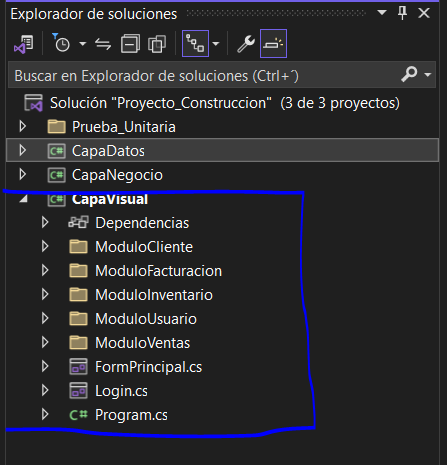 Explorador de soluciones
Buscar en Explorador de soluciones (Ctrl+´)
Solución "Proyecto_Construccion" (3 de 3 proyectos)
Prueba_Unitaria
C# CapaDatos
C# CapaNegocio
C# CapaVisual
Dependencias
ModuloCliente
ModuloFacturacion
ModuloInventario
ModuloUsuario
ModuloVentas
FormPrincipal.cs
Login.cs
C# Program.cs